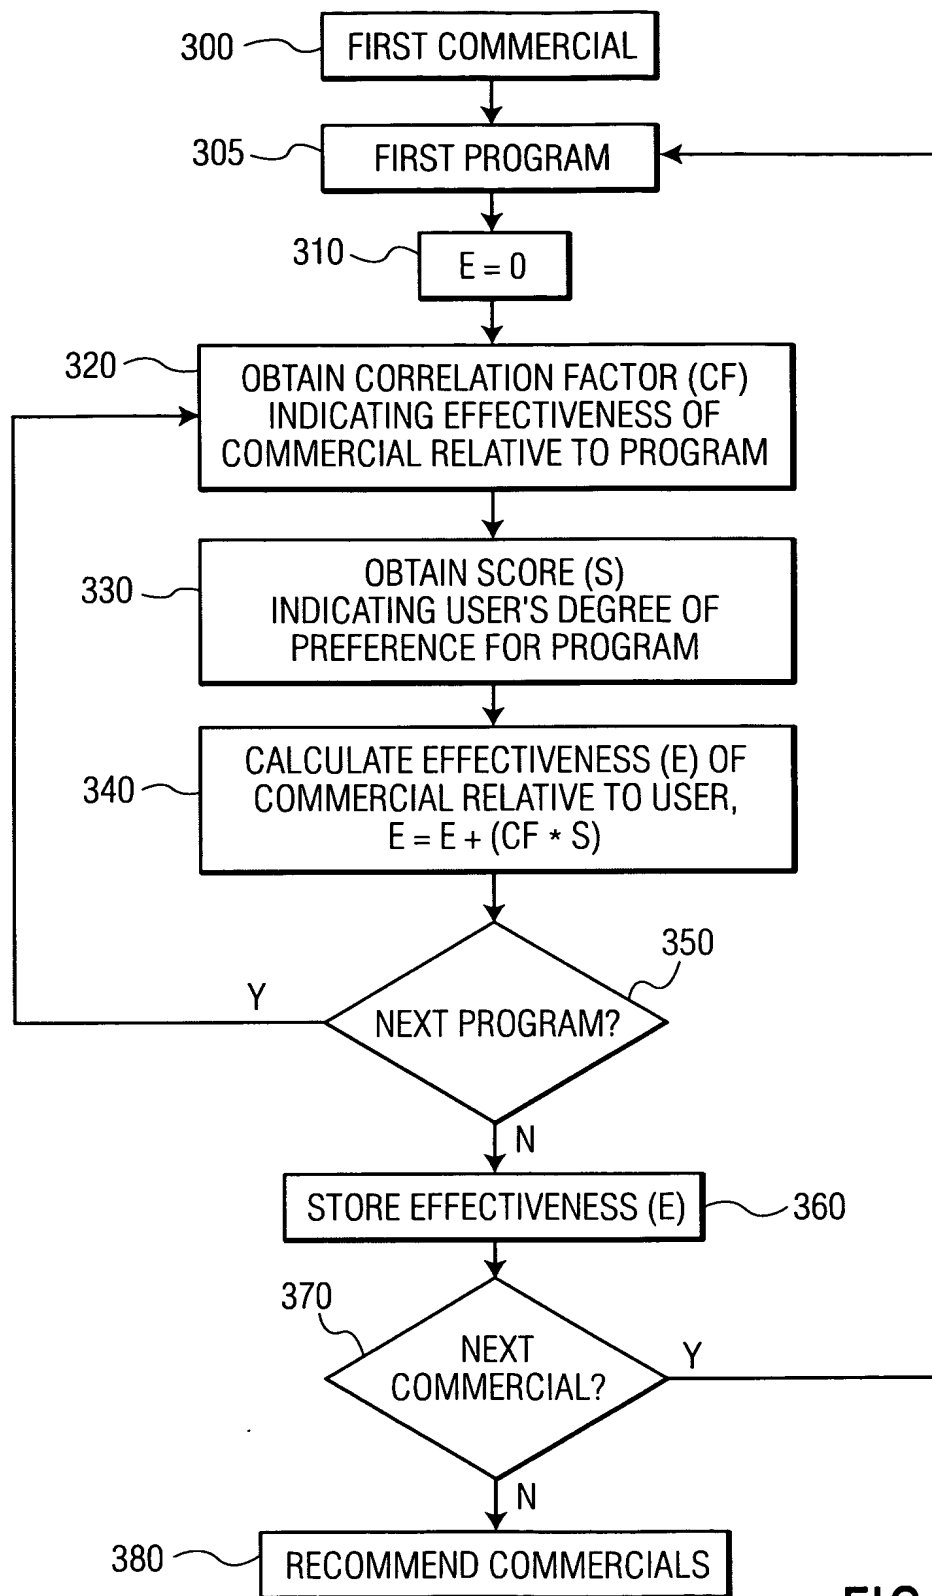 300
FIRST COMMERCIAL
305
FIRST PROGRAM
310
E = 0
320
OBTAIN CORRELATION FACTOR (CF)
INDICATING EFFECTIVENESS OF
COMMERCIAL RELATIVE TO PROGRAM
330
OBTAIN SCORE (S)
INDICATING USER'S DEGREE OF
PREFERENCE FOR PROGRAM
340
CALCULATE EFFECTIVENESS (E) OF
COMMERCIAL RELATIVE TO USER,
E = E + (CF * S)
350
Y
NEXT PROGRAM?
N
STORE EFFECTIVENESS (E)
360
370
NEXT
COMMERCIAL?
Y
N
380
RECOMMEND COMMERCIALS